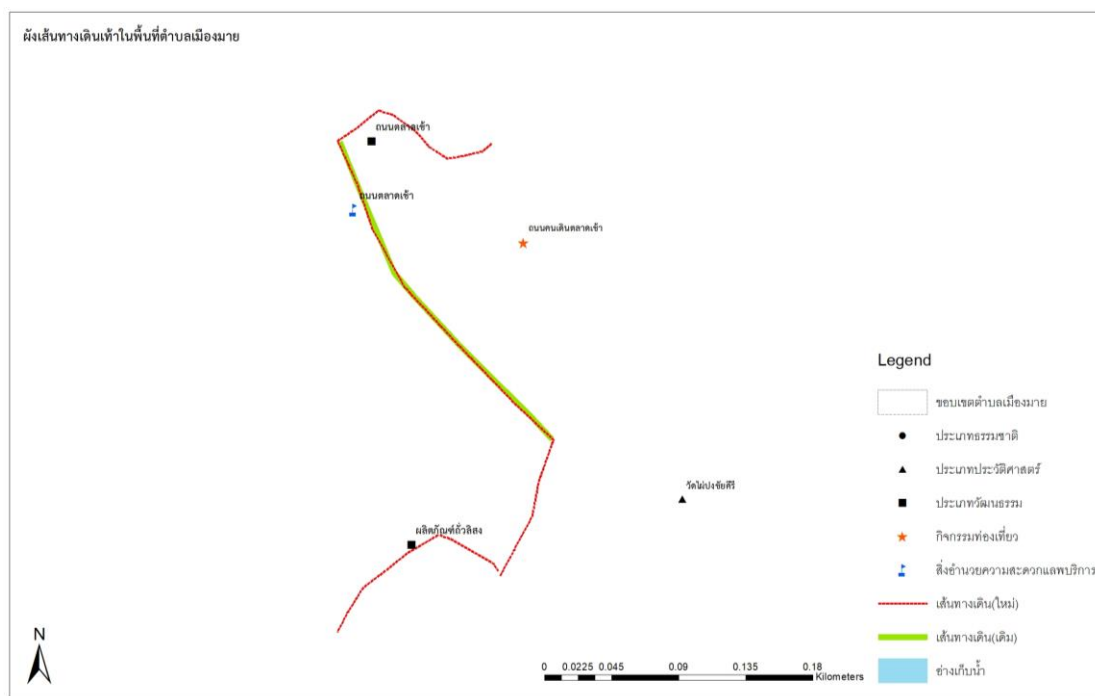 ผังเส้นทางเดินเท้าในพื้นที่ตำบลเมืองมาย
ถนนตลาดเช้า
ถนนตลาดเช้า
ถนนคนเดินตลาดเช้า
วัดไผ่ปงชัยคีรี
ผลิตภัณฑ์ถั่วลิสง
Legend
ขอบเขตตำบลเมืองมาย
ประเภทธรรมชาติ
ประเภทประวัติศาสตร์
ประเภทวัฒนธรรม
กิจกรรมท่องเที่ยว
สิ่งอำนวยความสะดวกแลพบริการ
เส้นทางเดิน(ใหม่)
เส้นทางเดิน(เดิม)
อ่างเก็บน้ำ
N
0 0.0225 0.045 0.09 0.135 0.18
Kilometers